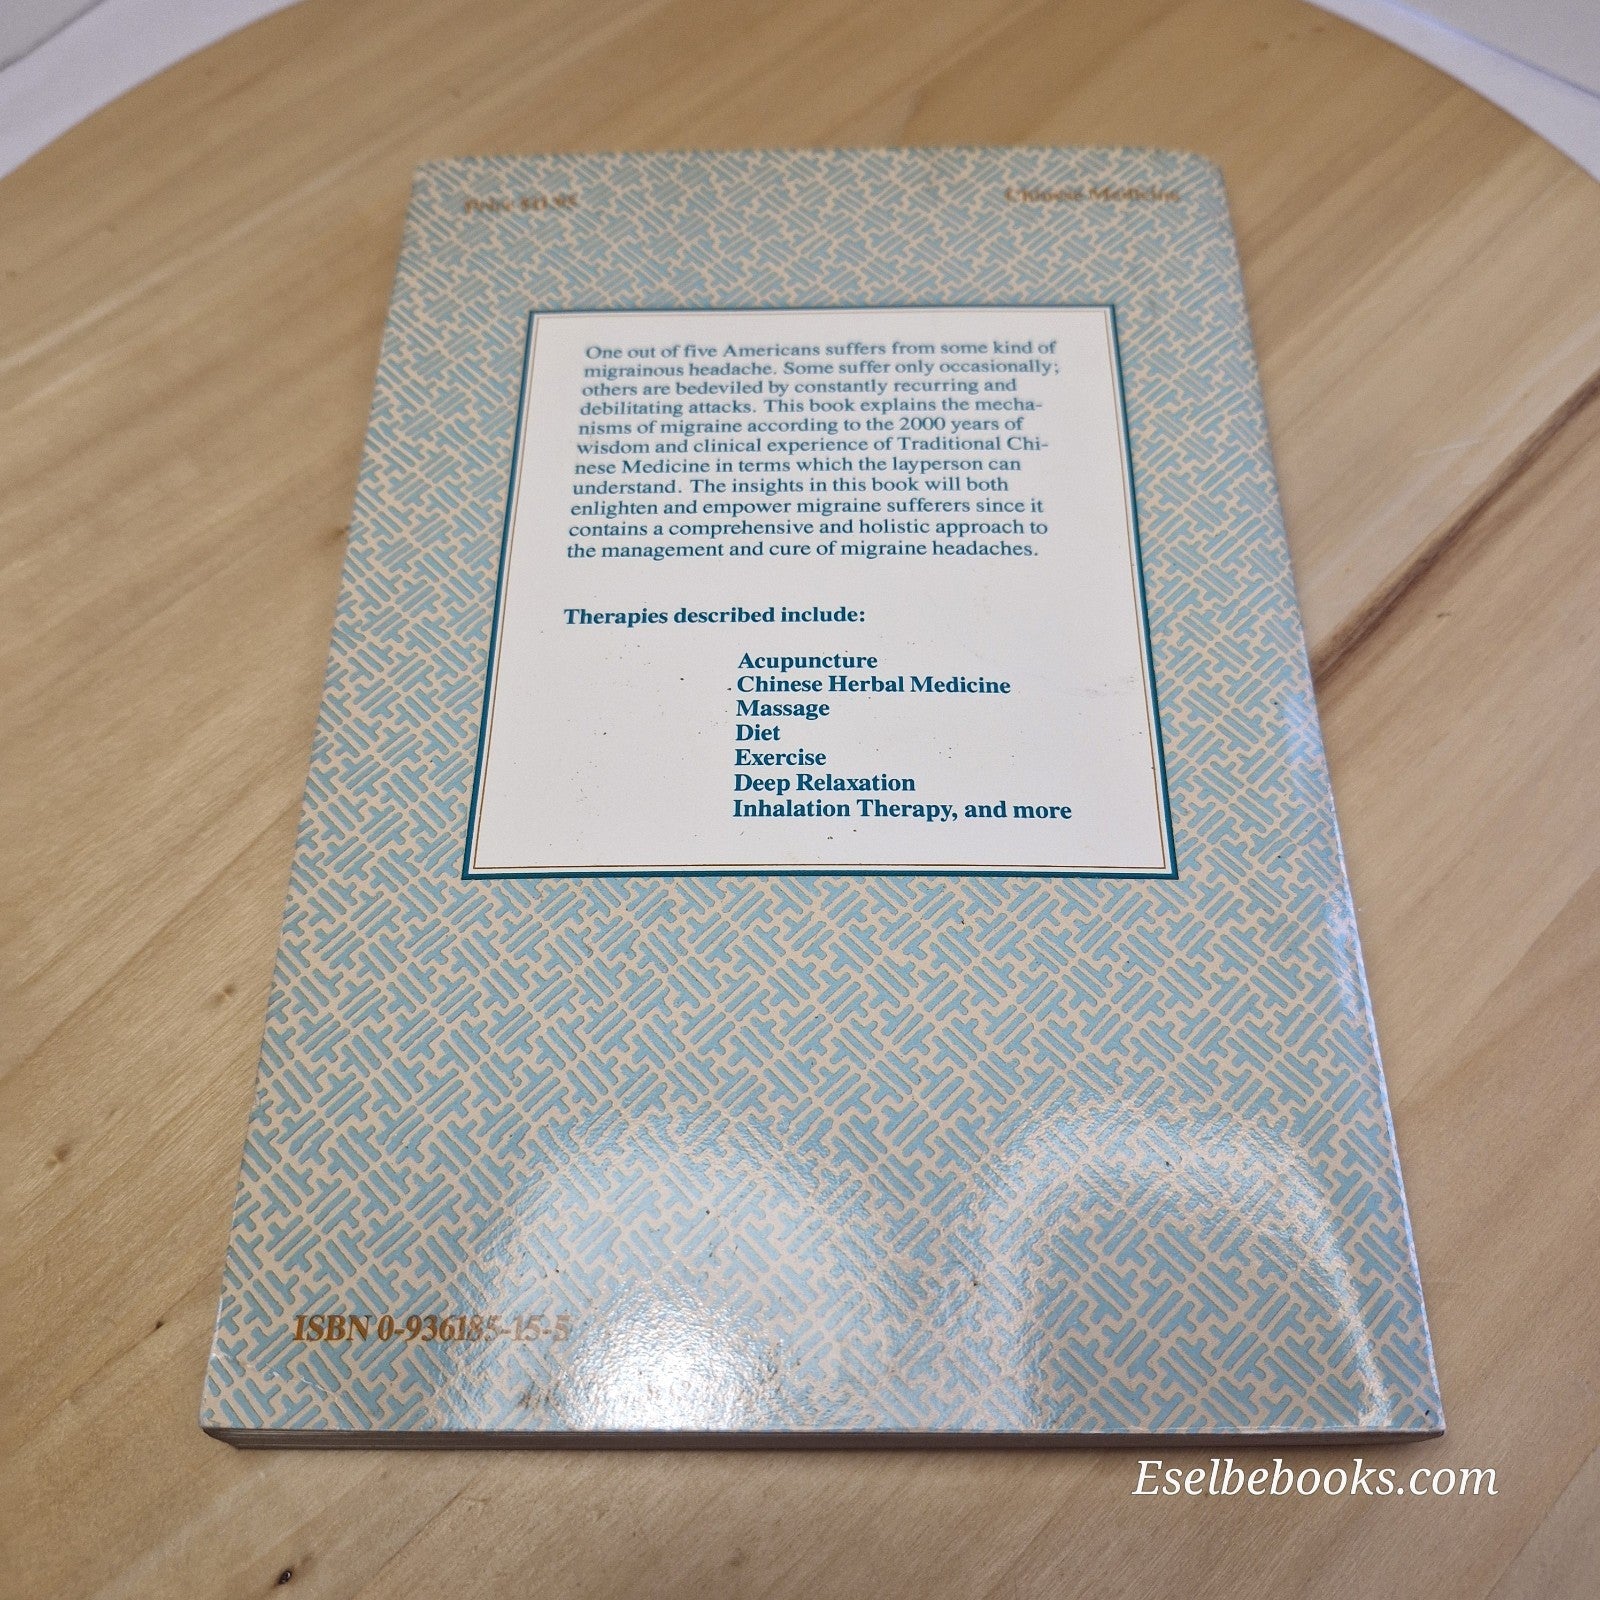 Price
Chinese Medicine
One out of five Americans suffers from some kind of
migrainous headache. Some suffer only occasionally;
others are bedeviled by constantly recurring and
debilitating attacks. This book explains the mecha-
nisms of migraine according to the 2000 years of
wisdom and clinical experience of Traditional Chi-
nese Medicine in terms which the layperson can
understand. The insights in this book will both
enlighten and empower migraine sufferers since it
contains a comprehensive and holistic approach to
the management and cure of migraine headaches.
Therapies described include:
Acupuncture
Chinese Herbal Medicine
Massage
Diet
Exercise
Deep Relaxation
Inhalation Therapy, and more
ISBN 0-936185-15-5
Eselbebooks.com